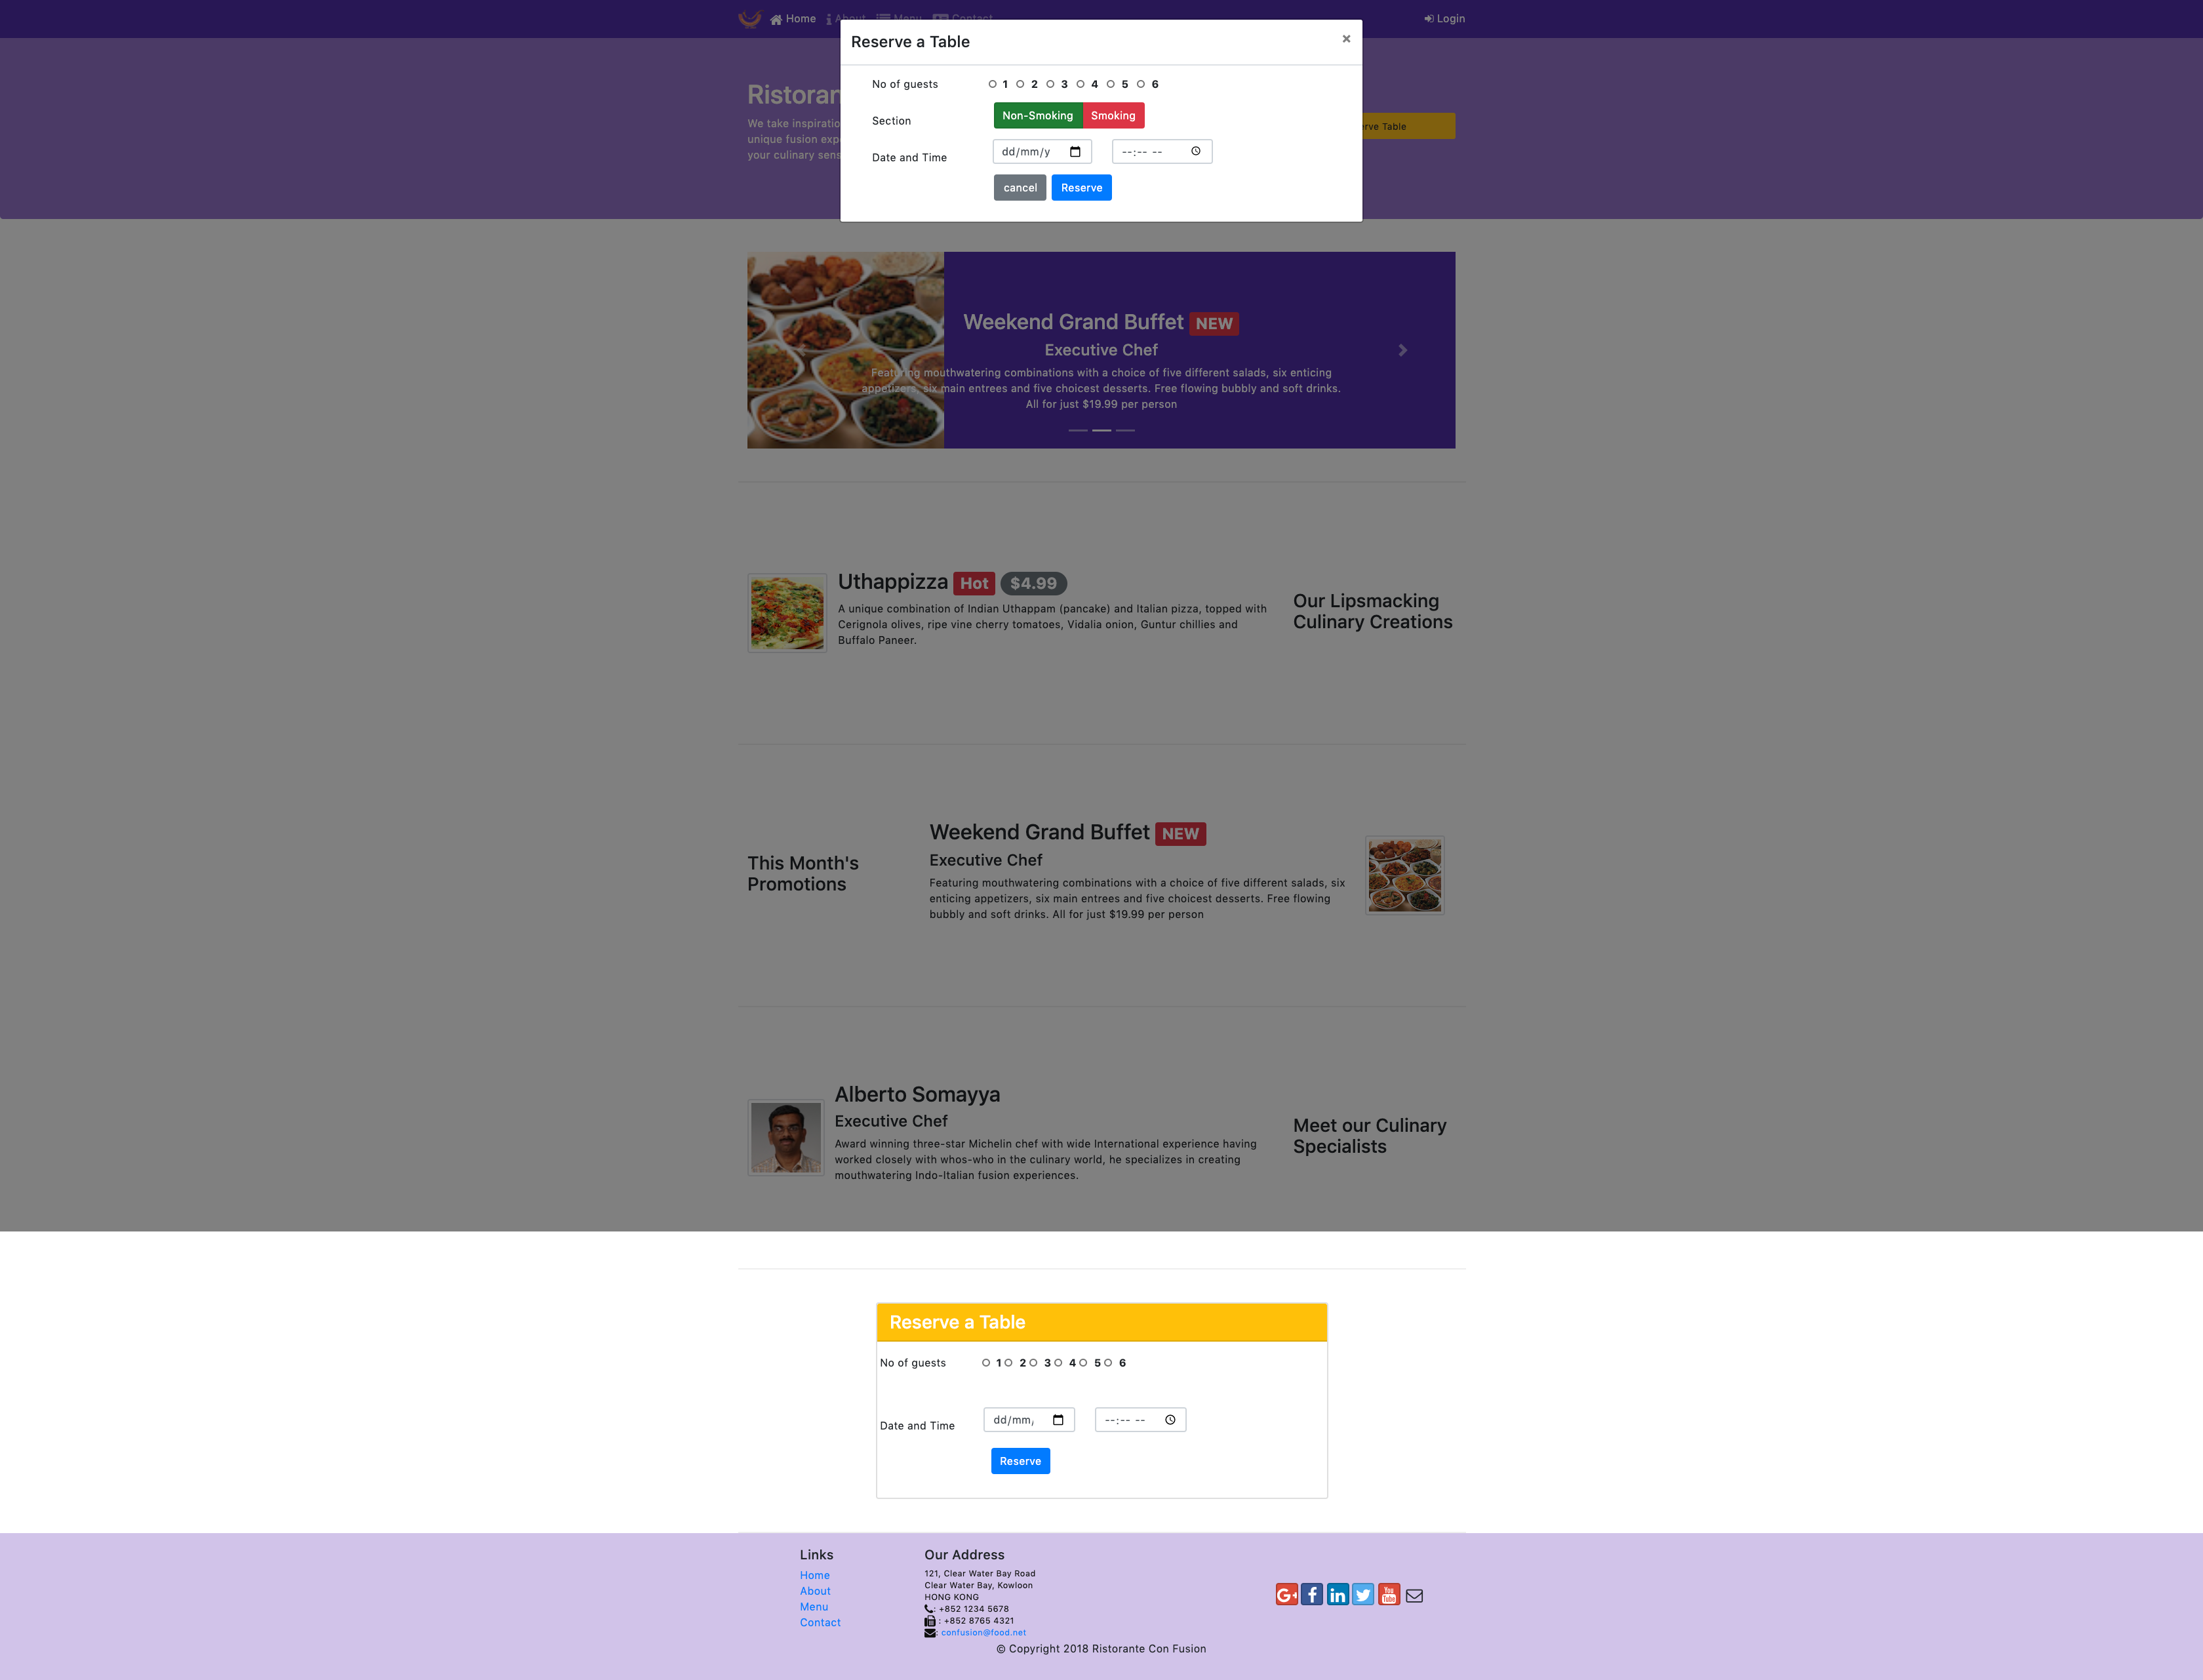 Home About Menu Contact Login
Reserve a Table ×
No of guests 1 2 3 4 5 6
Section Non-Smoking Smoking
Date and Time dd/mm/y --:-- --
cancel Reserve
We take
unique fusion
your culinary
Table
Weekend Grand Buffet NEW
Executive Chef
Featuring mouthwatering combinations with a choice of five different salads, six enticing
appetizers, six main entrees and five choicest desserts. Free flowing bubbly and soft drinks.
All for just $19.99 per person
Uthappizza Hot $4.99
A unique combination of Indian Uthappam (pancake) and Italian pizza, topped with
Cerignola olives, ripe vine cherry tomatoes, Vidalia onion, Guntur chillies and
Buffalo Paneer.
Our Lipsmacking
Culinary Creations
This Month's
Promotions
Weekend Grand Buffet NEW
Executive Chef
Featuring mouthwatering combinations with a choice of five different salads, six
enticing appetizers, six main entrees and five choicest desserts. Free flowing
bubbly and soft drinks. All for just $19.99 per person
Alberto Somayya
Executive Chef
Award winning three-star Michelin chef with wide International experience having
worked closely with whos-who in the culinary world, he specializes in creating
mouthwatering Indo-Italian fusion experiences.
Meet our Culinary
Specialists
Reserve a Table
No of guests 1 2 3 4 5 6
Date and Time dd/mm, --:-- --
Reserve
Links
Home
About
Menu
Contact
Our Address
121, Clear Water Bay Road
Clear Water Bay, Kowloon
HONG KONG
: +852 1234 5678
: +852 8765 4321
: confusion@food.net
G+ f in You Tube
© Copyright 2018 Ristorante Con Fusion